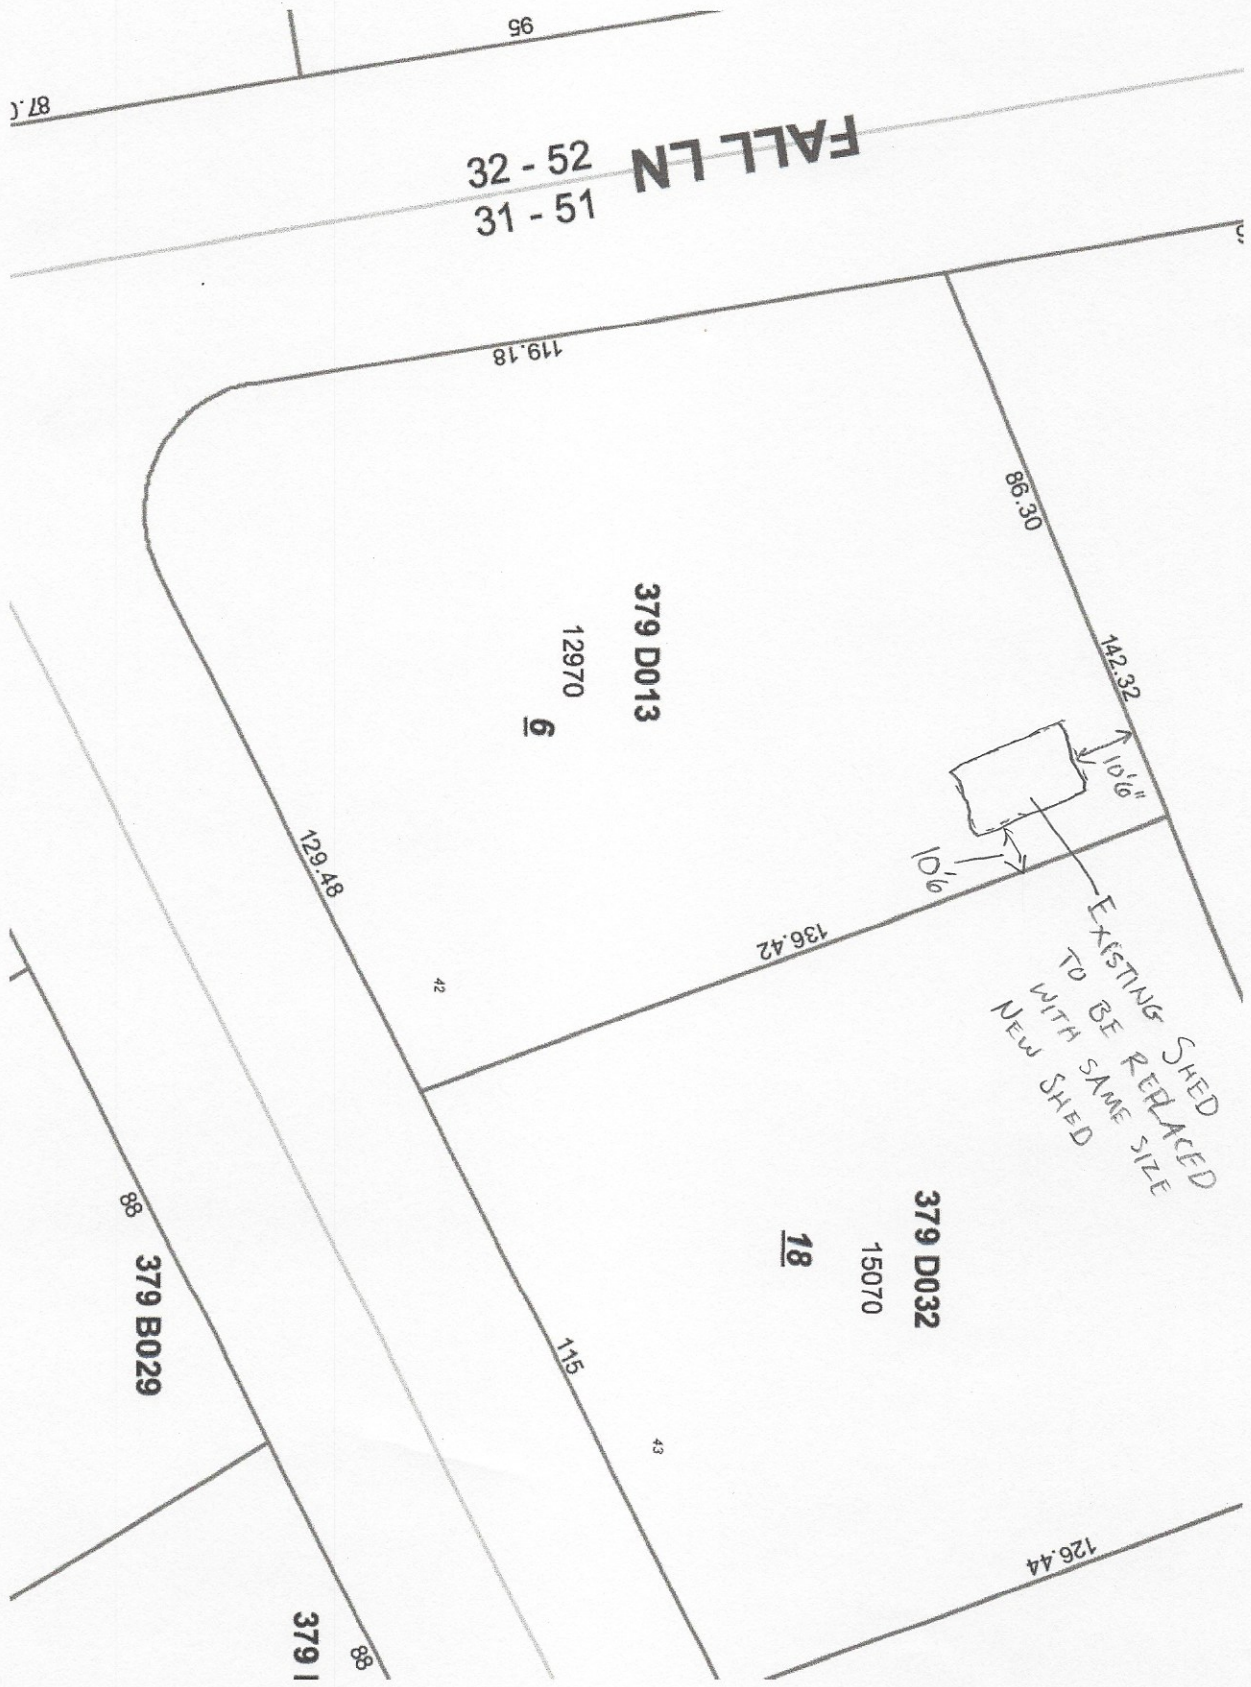 95
87.
FALL LN
32 - 52
31 - 51
119.18
86.30
142.32
379 D013
12970
6
10'6"
10'6
129.48
136.42
42
EXISTING SHED
TO BE REPLACED
WITH SAME SIZE
NEW SHED
379 D032
15070
18
88
379 B029
115
43
126.44
379
88